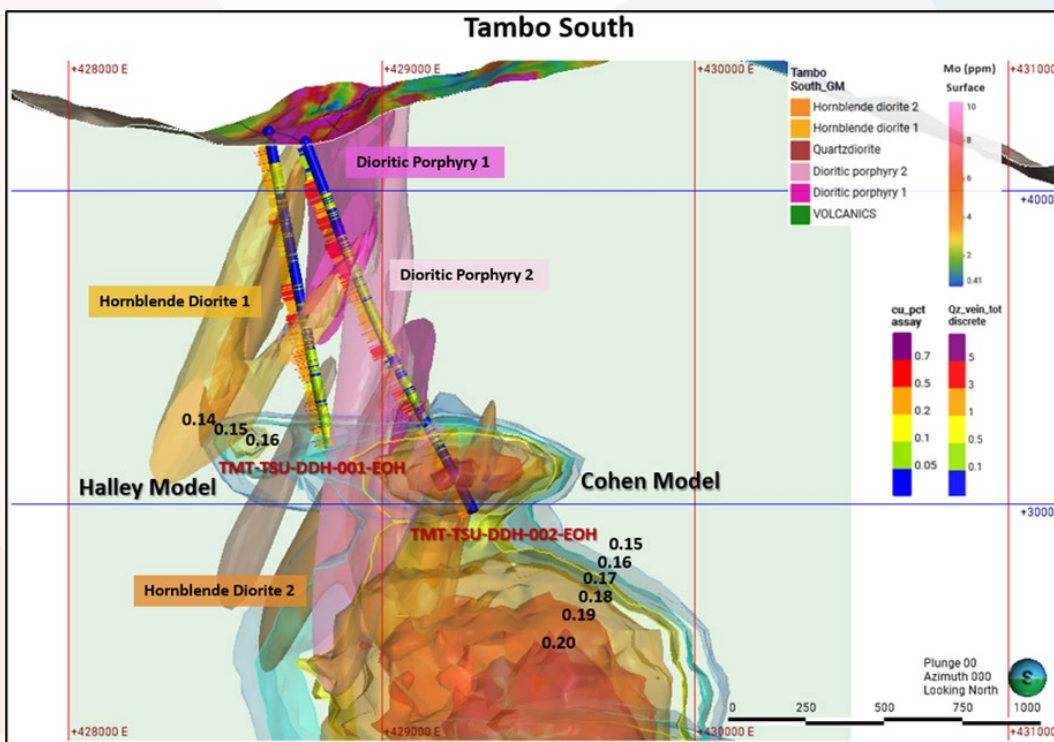 Tambo South
+428000 E
+429000 E
+430000 E
+431000
Tambo
South_GM
Hornblende diorite 2
Hornblende diorite 1
Quartzdiorite
Dioritic porphyry 2
Dioritic porphyry 1
VOLCANICS
Mo (ppm)
Surface
10
8
6
4
2
0.41
Dioritic Porphyry 1
+4000
Dioritic Porphyry 2
Hornblende Diorite 1
cu_pct
assay
0.7
0.5
0.2
0.1
0.05
Qz_vein_tot
discrete
5
3
1
0.5
0.1
0.14
0.15
0.16
TMT-TSU-DDH-001-EOH
Halley Model
Cohen Model
+3000
TMT-TSU-DDH-002-EOH
0.15
0.16
0.17
0.18
0.19
0.20
Hornblende Diorite 2
Plunge 00
Azimuth 000
Looking North
S
0
250
500
750
1000
+428000 E
+429000 E
+430000 E
+431000